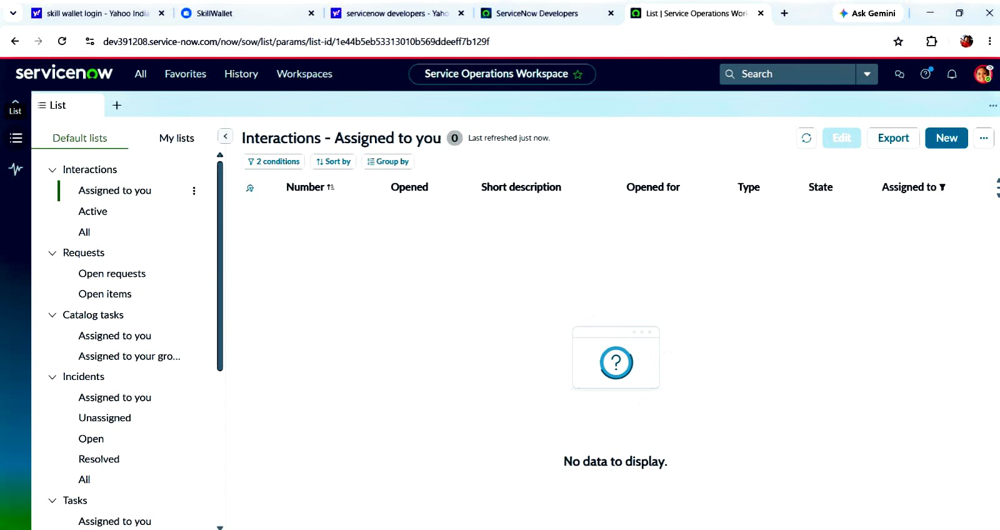 skill wallet login - Yahoo India
SkillWallet
servicenow developers - Yaho
ServiceNow Developers
List | Service Operations Wor
Ask Gemini
dev391208.service-now.com/now/sow/list/params/list-id/1e44b5eb53313010b569ddeeff7b129f
servicenow
All
Favorites
History
Workspaces
Service Operations Workspace
Search
List
List
Default lists
My lists
Interactions - Assigned to you 0 Last refreshed just now.
Edit
Export
New
2 conditions
Sort by
Group by
Number
Opened
Short description
Opened for
Type
State
Assigned to
Interactions
Assigned to you
Active
All
Requests
Open requests
Open items
Catalog tasks
Assigned to you
Assigned to your gro...
Incidents
Assigned to you
Unassigned
Open
Resolved
All
Tasks
Assigned to you
?
No data to display.